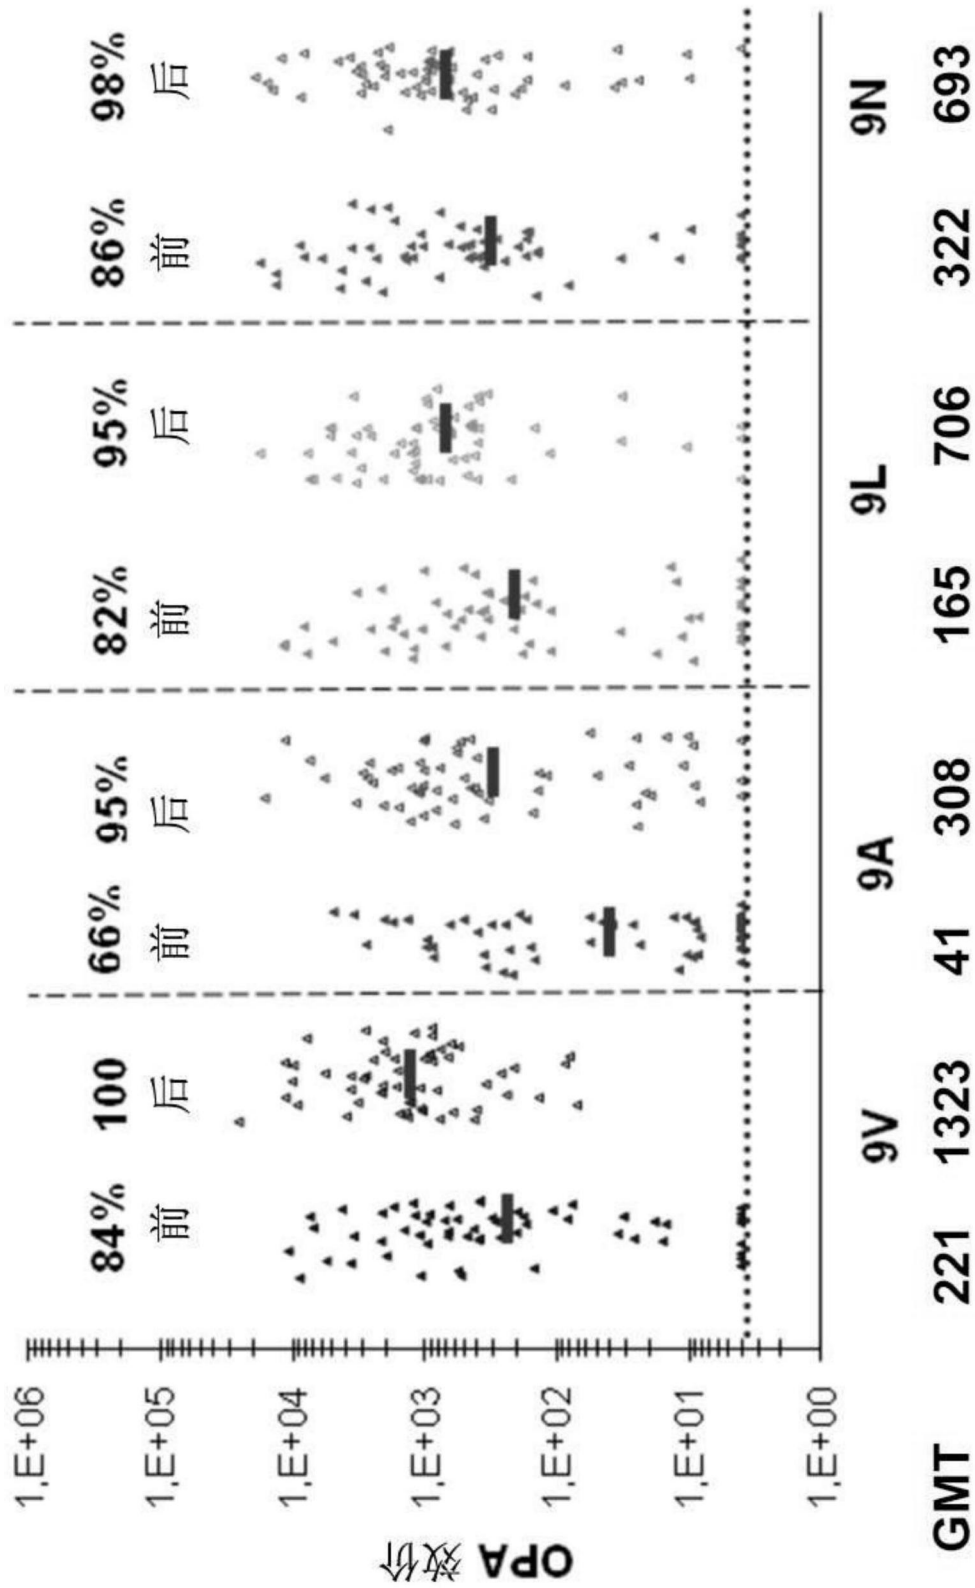 84% 100 66% 95% 82% 95% 86% 98%
前 后 前 后 前 后 前 后
1,E+06
1,E+05
1,E+04
1,E+03
1,E+02
1,E+01
1,E+00
OPA 效价
9V 9A 9L 9N
GMT 221 1323 41 308 165 706 322 693